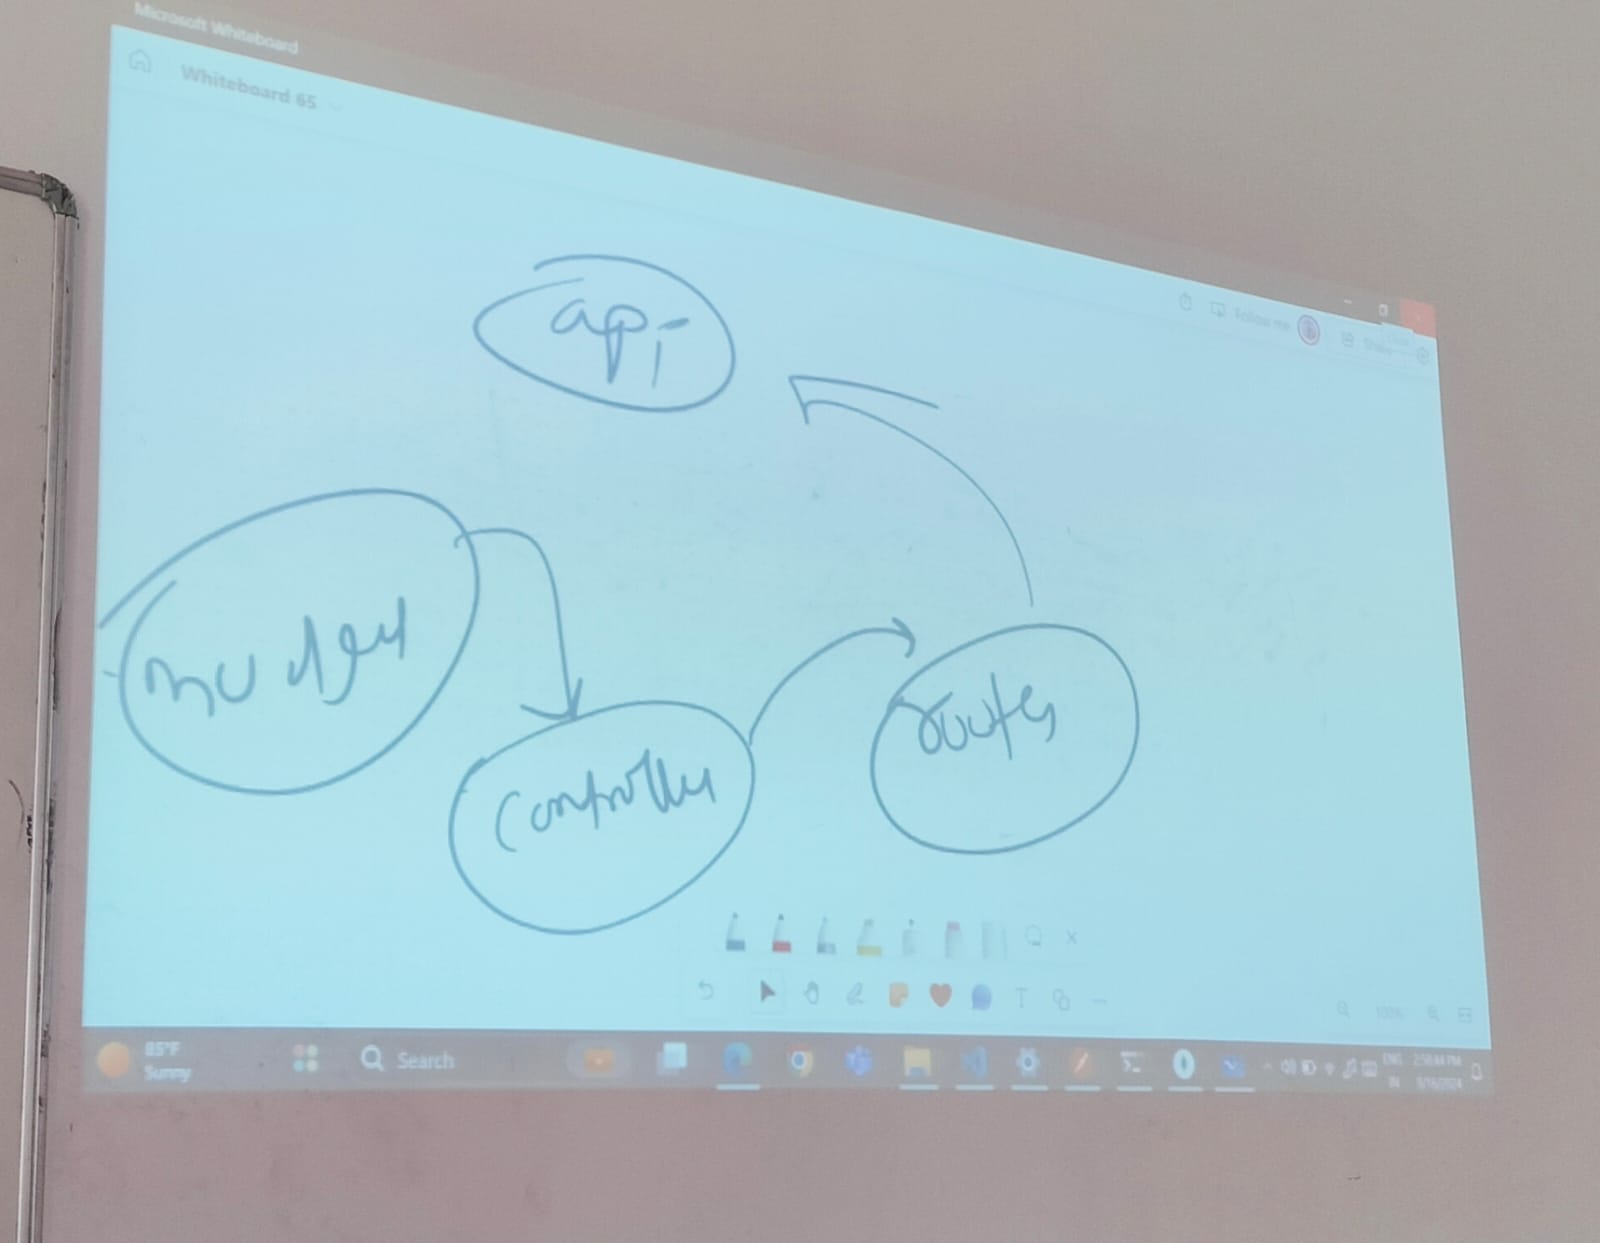 Microsoft Whiteboard
Whiteboard 65
Follow me
Share
api
models
controller
routes
100%
85°F
Sunny
Search
ENG
IN
2:58:44 PM
9/16/2024